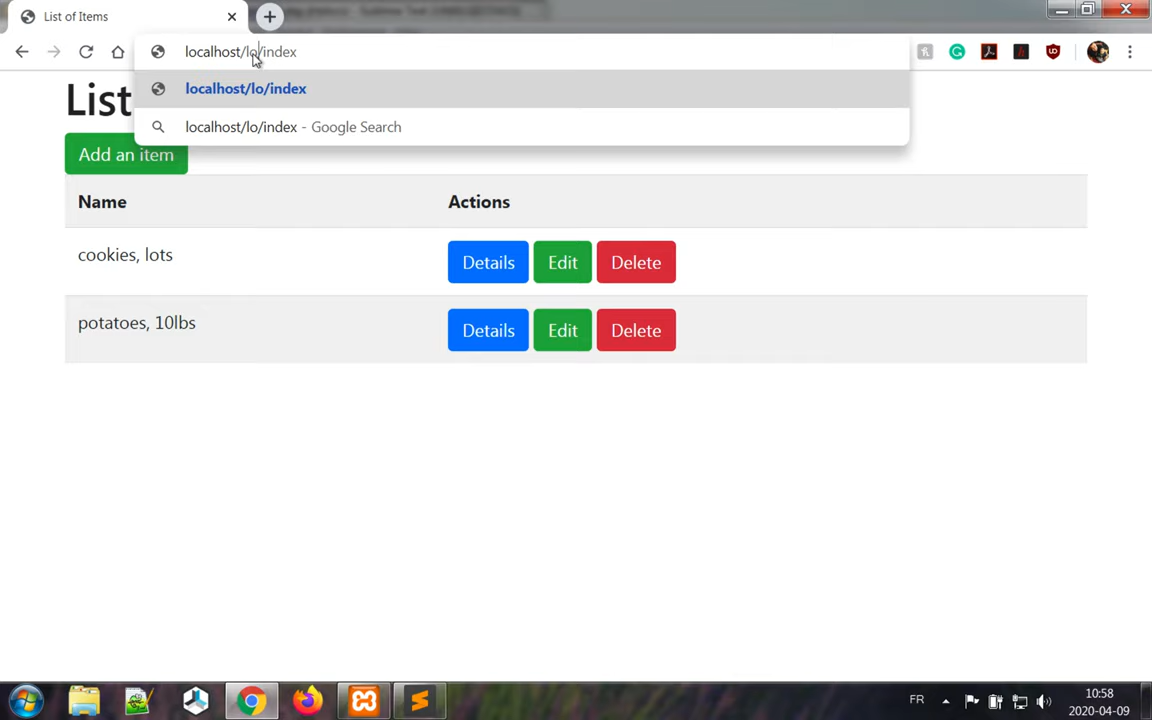 List of Items
localhost/lo/index
localhost/lo/index
localhost/lo/index - Google Search
List
Add an item
Name Actions
cookies, lots Details Edit Delete
potatoes, 10lbs Details Edit Delete
FR 10:58
2020-04-09